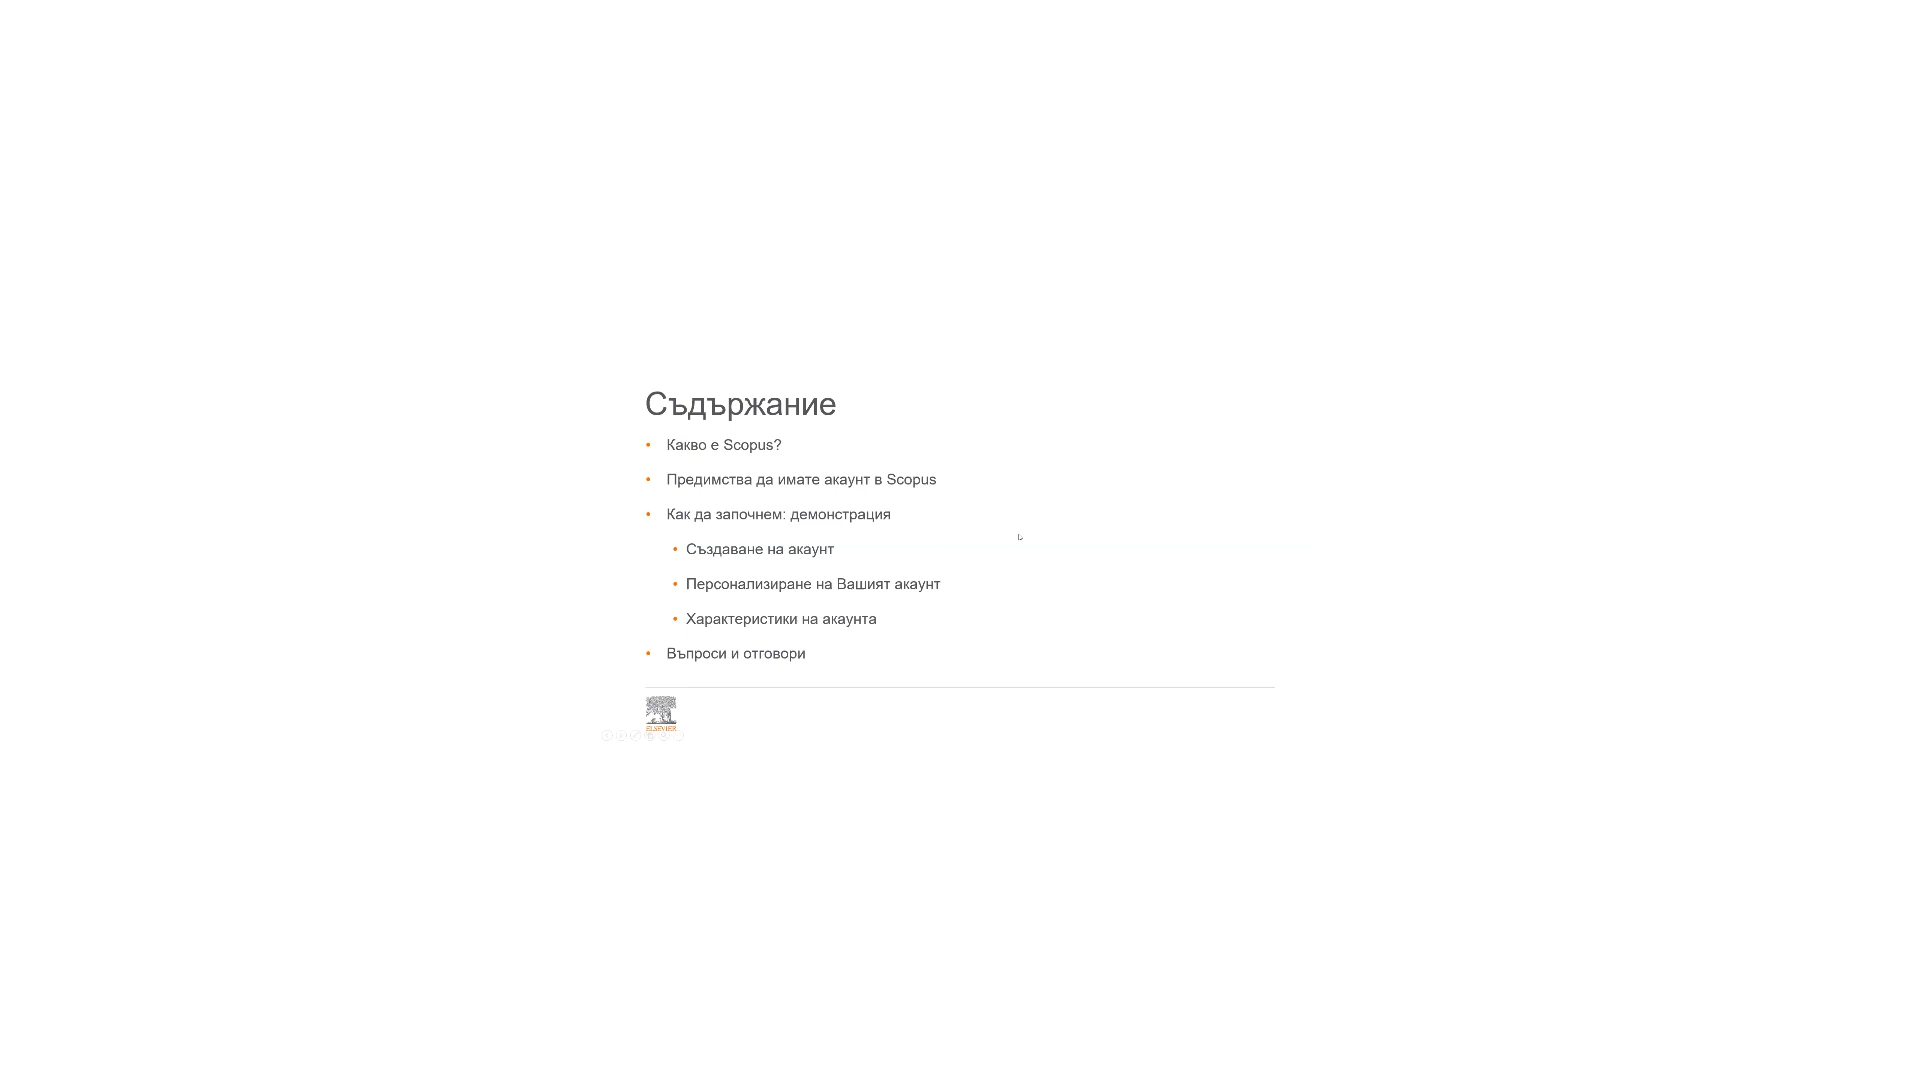 Съдържание
• Какво е Scopus?
• Предимства да имате акаунт в Scopus
• Как да започнем: демонстрация
• Създаване на акаунт
• Персонализиране на Вашият акаунт
• Характеристики на акаунта
• Въпроси и отговори
ELSEVIER